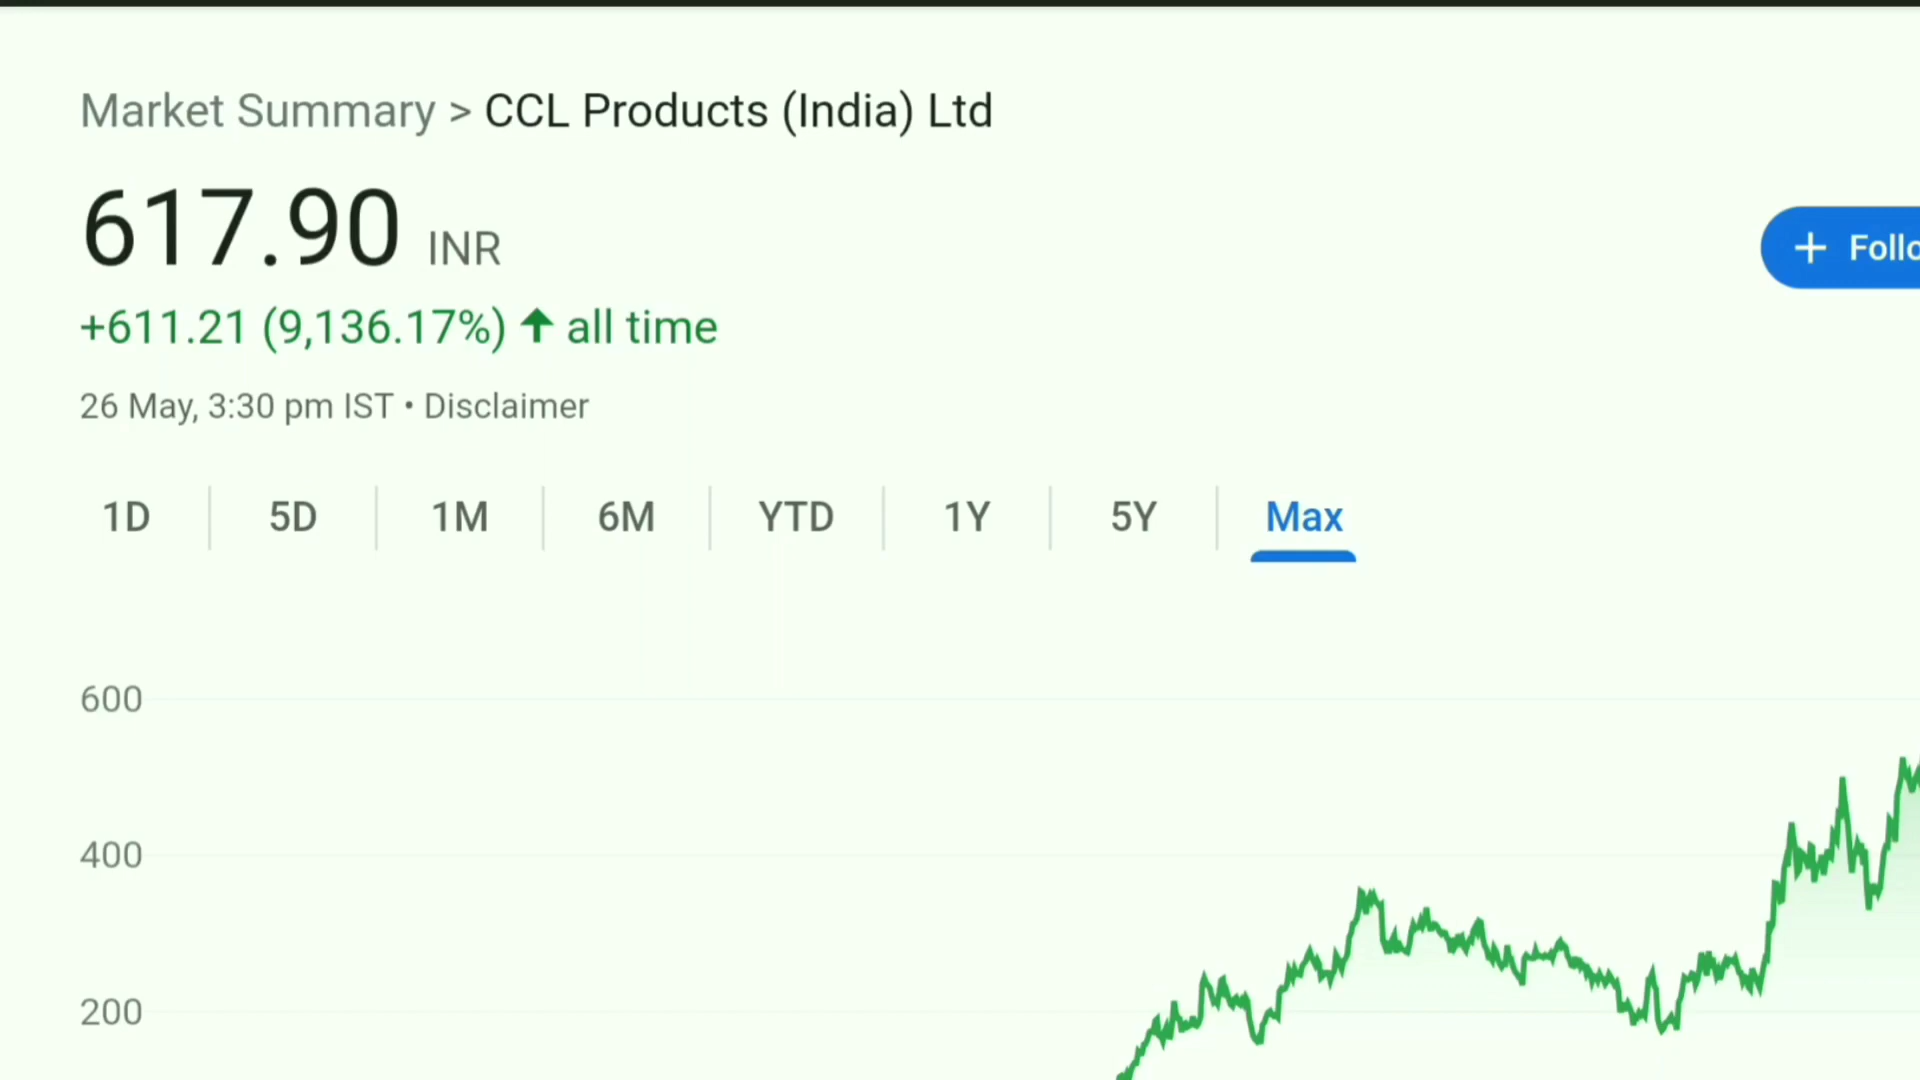 Market Summary > CCL Products (India) Ltd
617.90 INR
+ Follo
+611.21 (9,136.17%) ↑ all time
26 May, 3:30 pm IST • Disclaimer
1D 5D 1M 6M YTD 1Y 5Y Max
600
400
200